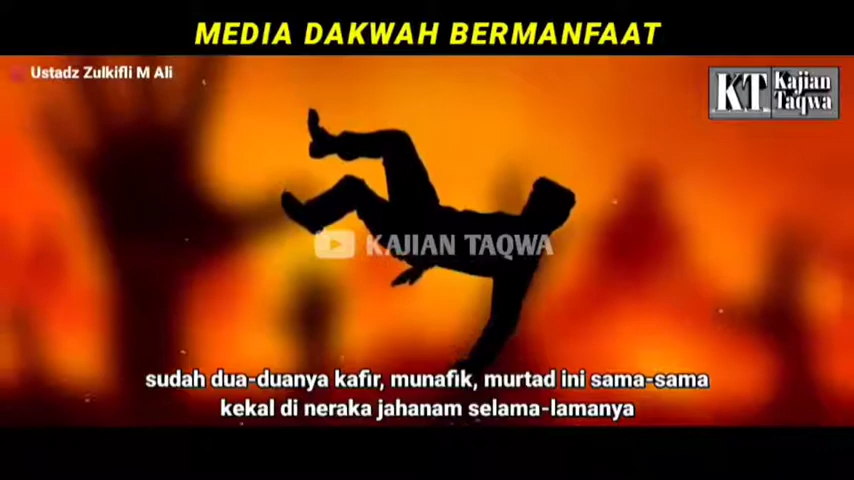 MEDIA DAKWAH BERMANFAAT
Ustadz Zulkifli M Ali
KT Kajian
Taqwa
KAJIAN TAQWA
sudah dua-duanya kafir, munafik, murtad ini sama-sama
kekal di neraka jahanam selama-lamanya